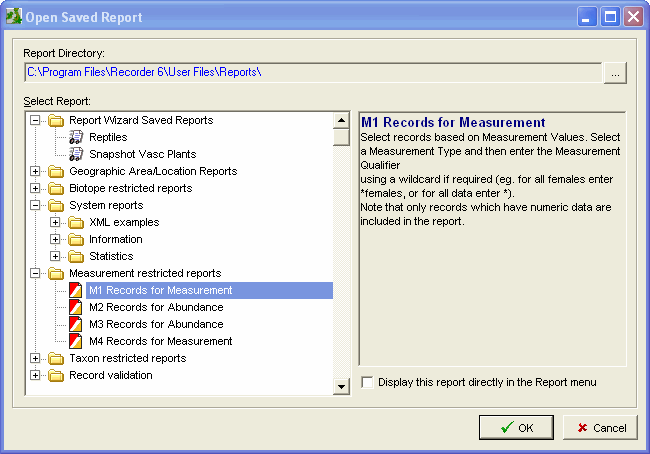 Open Saved Report
Report Directory:
C:\Program Files\Recorder 6\User Files\Reports\
...
Select Report:
Report Wizard Saved Reports
Reptiles
Snapshot Vasc Plants
Geographic Area/Location Reports
Biotope restricted reports
System reports
XML examples
Information
Statistics
Measurement restricted reports
M1 Records for Measurement
M2 Records for Abundance
M3 Records for Abundance
M4 Records for Measurement
Taxon restricted reports
Record validation
M1 Records for Measurement
Select records based on Measurement Values. Select
a Measurement Type and then enter the Measurement
Qualifier
using a wildcard if required (eg. for all females enter
*females, or for all data enter *).
Note that only records which have numeric data are
included in the report.
Display this report directly in the Report menu
OK
Cancel